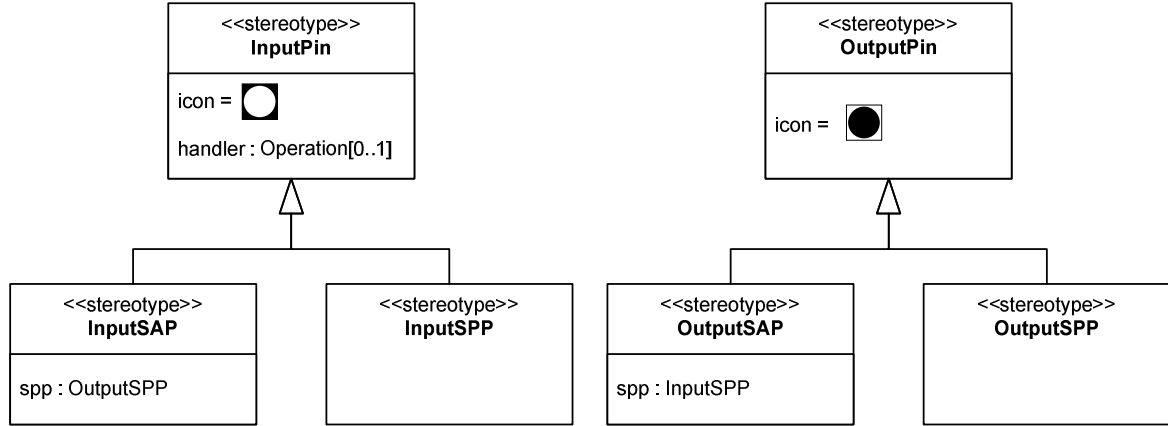 <<stereotype>>
InputPin
icon =
handler : Operation[0..1]
<<stereotype>>
OutputPin
icon =
<<stereotype>>
InputSAP
spp : OutputSPP
<<stereotype>>
InputSPP
<<stereotype>>
OutputSAP
spp : InputSPP
<<stereotype>>
OutputSPP